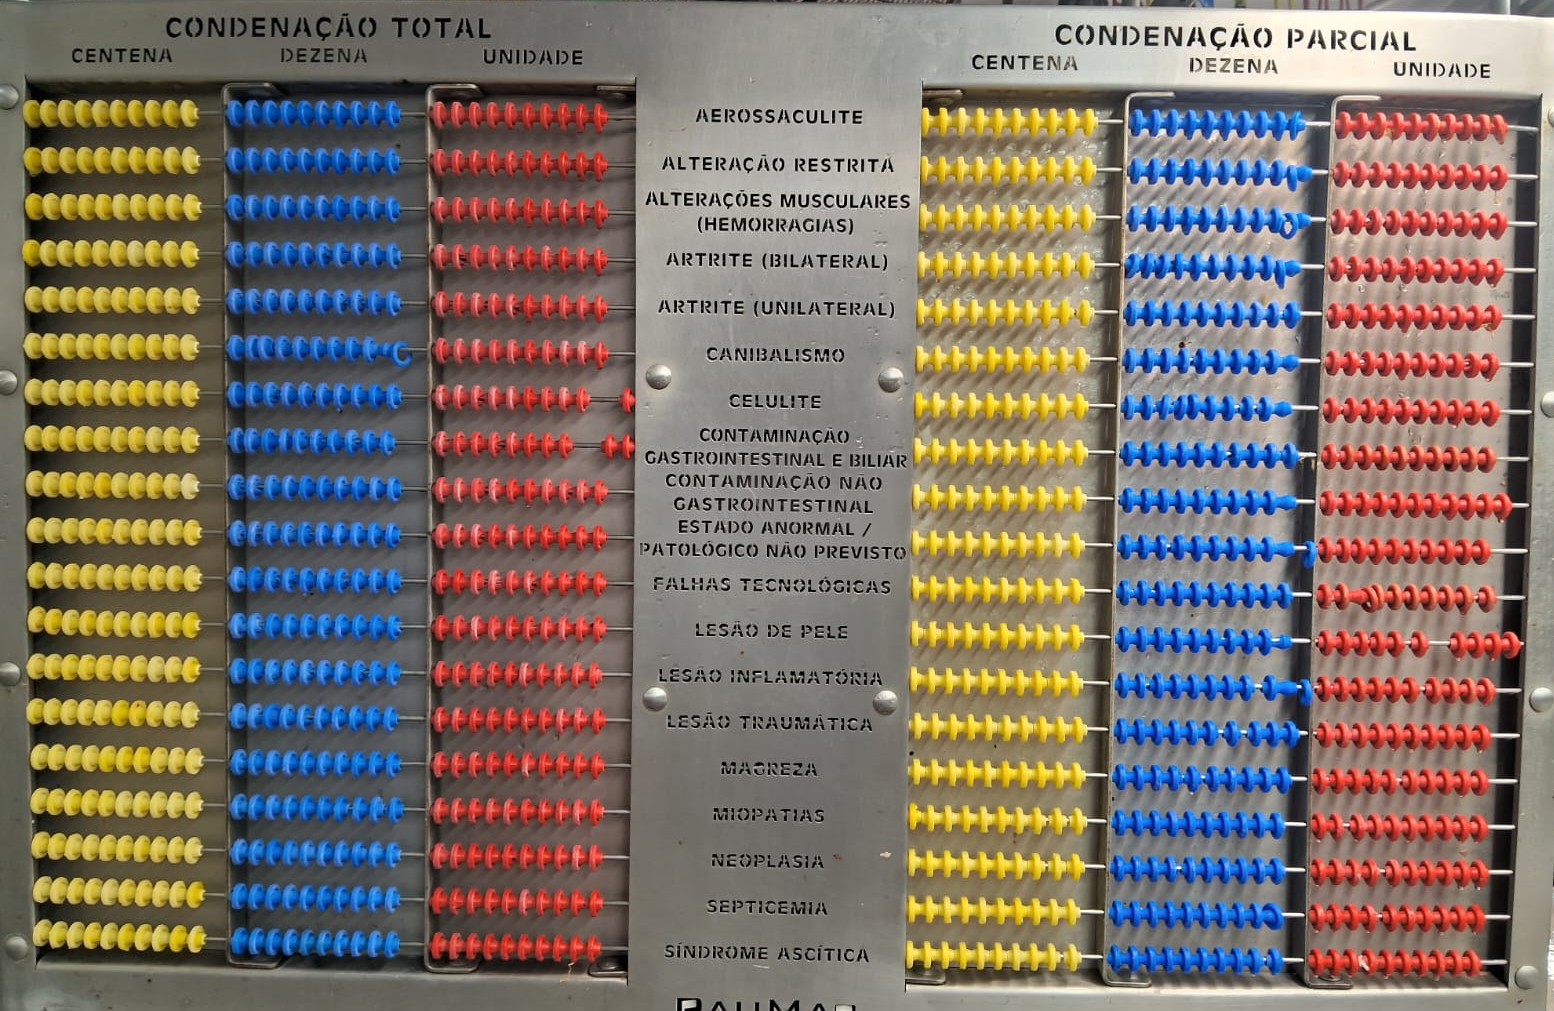 CONDENAÇÃO TOTAL
CENTENA DEZENA UNIDADE
CONDENAÇÃO PARCIAL
CENTENA DEZENA UNIDADE
AEROSSACULITE
ALTERAÇÃO RESTRITA
ALTERAÇÕES MUSCULARES
(HEMORRAGIAS)
ARTRITE (BILATERAL)
ARTRITE (UNILATERAL)
CANIBALISMO
CELULITE
CONTAMINAÇÃO
GASTROINTESTINAL E BILIAR
CONTAMINAÇÃO NÃO
GASTROINTESTINAL
ESTADO ANORMAL /
PATOLÓGICO NÃO PREVISTO
FALHAS TECNOLÓGICAS
LESÃO DE PELE
LESÃO INFLAMATÓRIA
LESÃO TRAUMÁTICA
MAGREZA
MIOPATIAS
NEOPLASIA
SEPTICEMIA
SÍNDROME ASCÍTICA